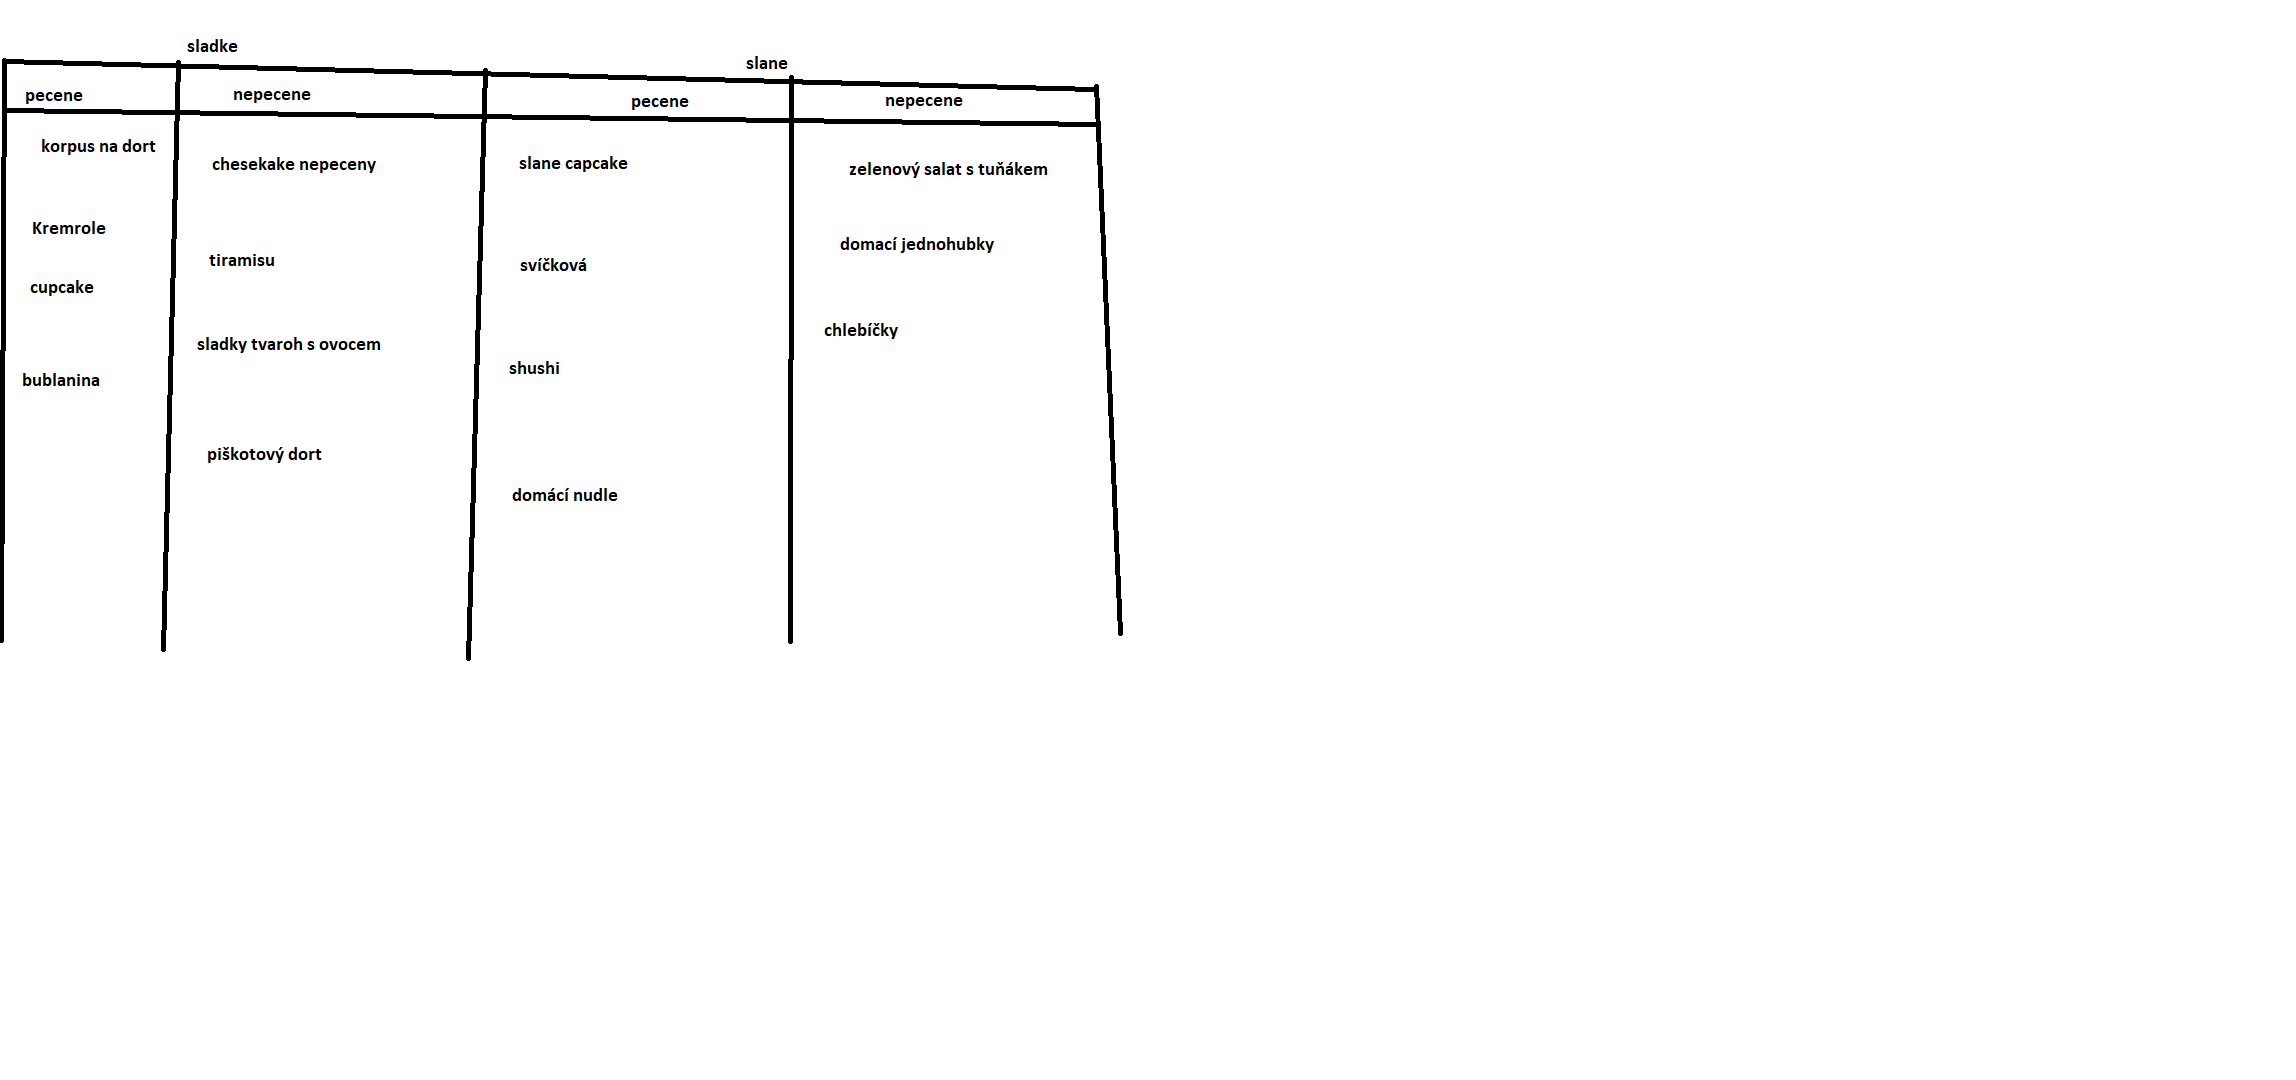 sladke
slane
pecene
nepecene
pecene
nepecene
korpus na dort
Kremrole
cupcake
bublanina
chesekake nepeceny
tiramisu
sladky tvaroh s ovocem
piškotový dort
slane capcake
svíčková
shushi
domácí nudle
zelenový salat s tuňákem
domací jednohubky
chlebíčky